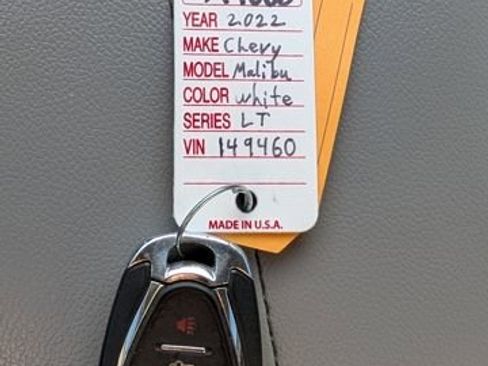 YEAR 2022
MAKE Chevy
MODEL Malibu
COLOR white
SERIES LT
VIN 149460
MADE IN U.S.A.